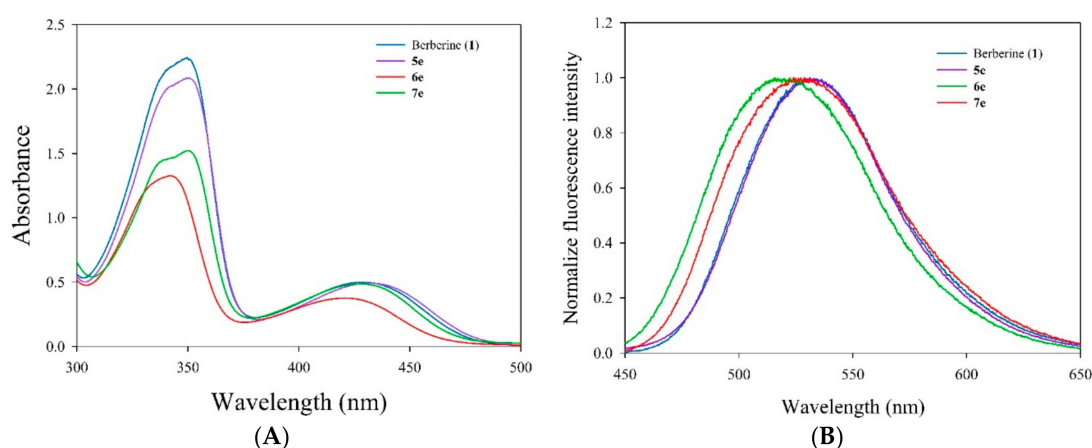 2.5
2.0
1.5
1.0
0.5
0.0
Absorbance
Berberine (1)
5e
6e
7e
300
350
400
450
500
Wavelength (nm)
(A)
1.2
1.0
0.8
0.6
0.4
0.2
0.0
Normalize fluorescence intensity
Berberine (1)
5e
6e
7e
450
500
550
600
650
Wavelength (nm)
(B)